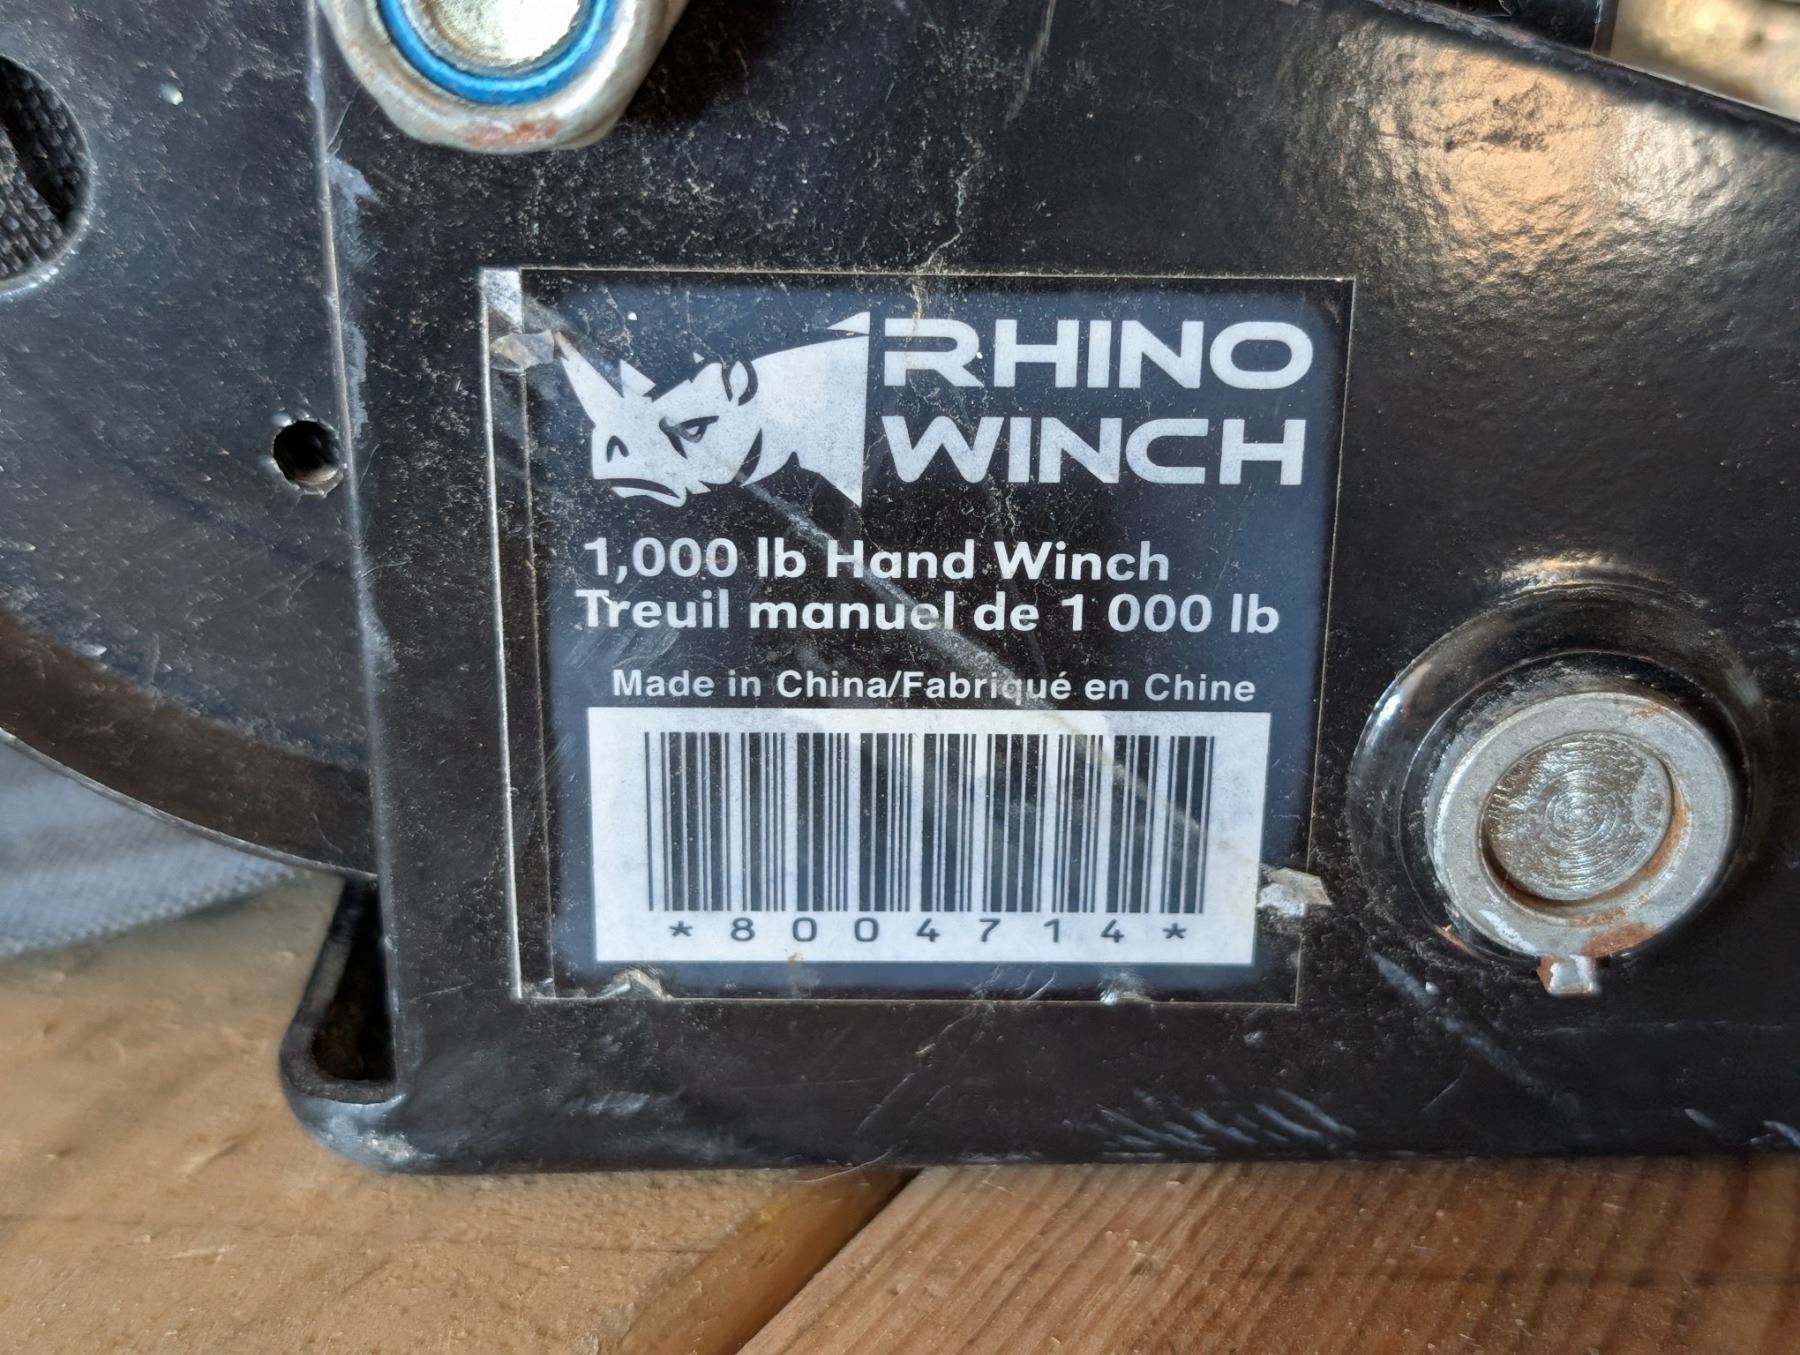 RHINO
WINCH
1,000 lb Hand Winch
Treuil manuel de 1 000 lb
Made in China/Fabriqué en Chine
*8004714*